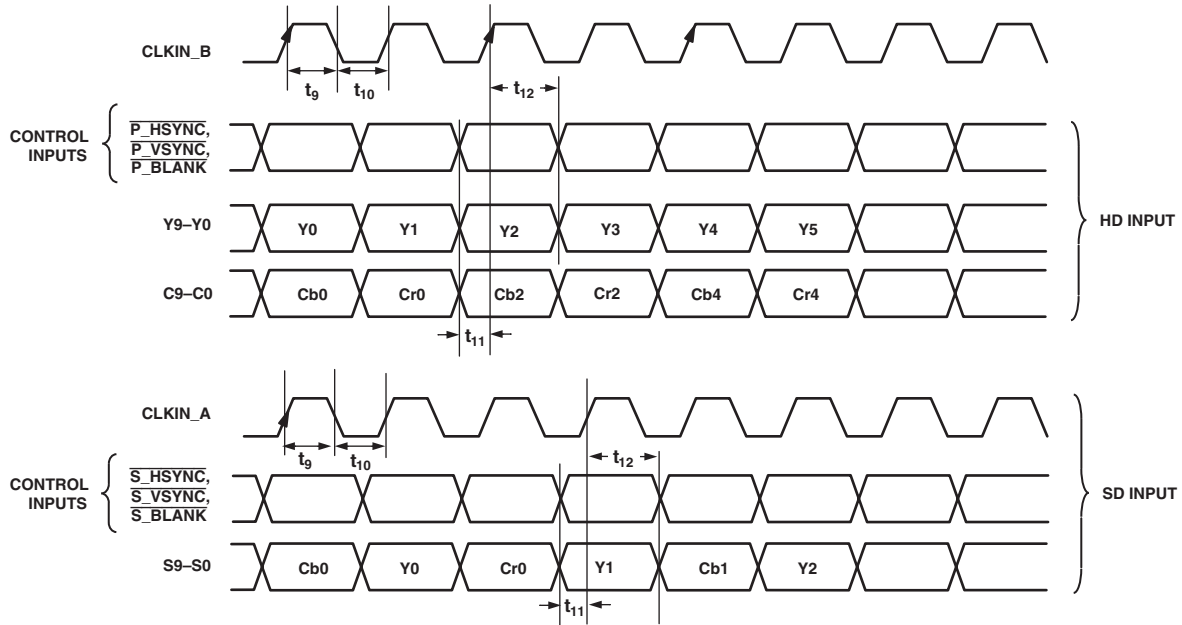 CLKIN_B
t9 t10 t12
CONTROL INPUTS
P_HSYNC,
P_VSYNC,
P_BLANK
Y9–Y0 Y0 Y1 Y2 Y3 Y4 Y5
HD INPUT
C9–C0 Cb0 Cr0 Cb2 Cr2 Cb4 Cr4
t11
CLKIN_A
t9 t10 t12
CONTROL INPUTS
S_HSYNC,
S_VSYNC,
S_BLANK
SD INPUT
S9–S0 Cb0 Y0 Cr0 Y1 Cb1 Y2
t11